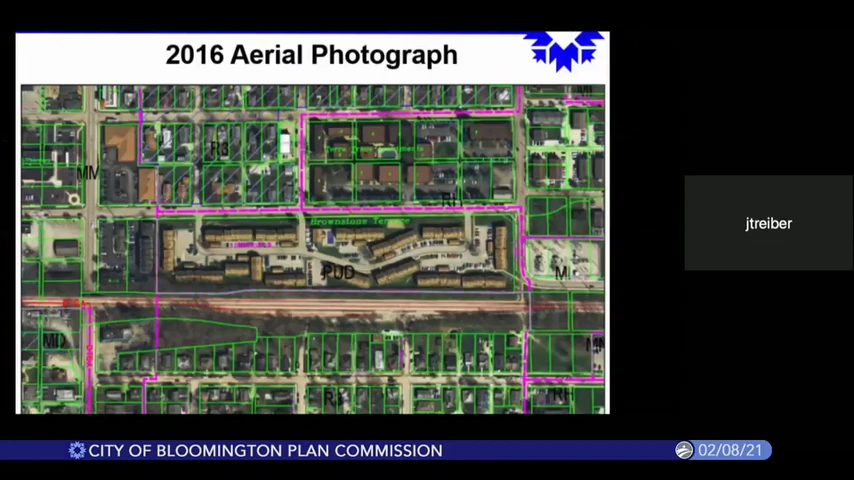 2016 Aerial Photograph
R3
MM
RH
Brownstone Terrace
PUD
MI
MD
RH
jtreiber
CITY OF BLOOMINGTON PLAN COMMISSION
02/08/21